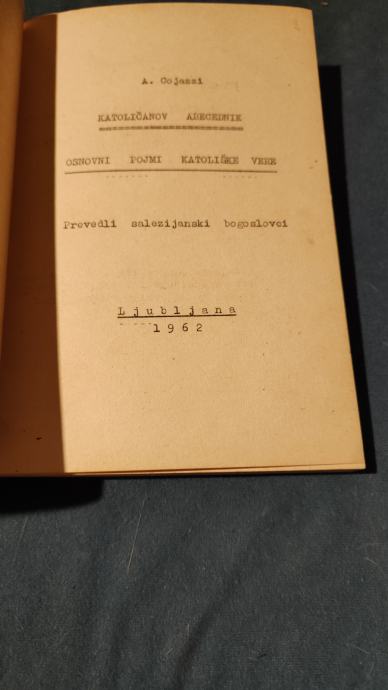 A. Cojazzi
KATOLIČANOV ABECEDNIK
OSNOVNI POJMI KATOLIŠKE VERE
Prevedli salezijanski bogoslovci
Ljubljana
1962